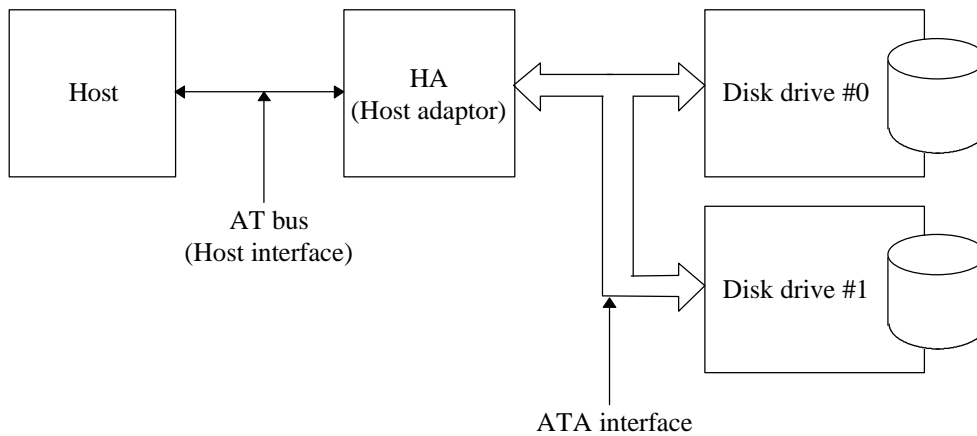 Host
HA
(Host adaptor)
Disk drive #0
AT bus
(Host interface)
Disk drive #1
ATA interface